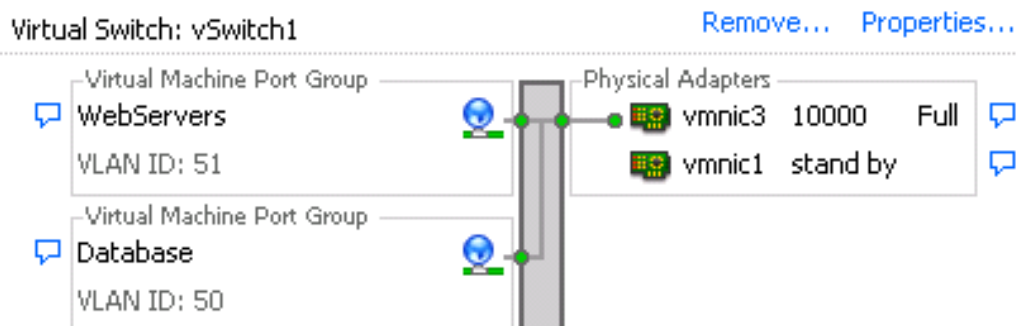 Virtual Switch: vSwitch1
Remove... Properties...
Virtual Machine Port Group
WebServers
VLAN ID: 51
Physical Adapters
vmnic3 10000 Full
vmnic1 stand by
Virtual Machine Port Group
Database
VLAN ID: 50